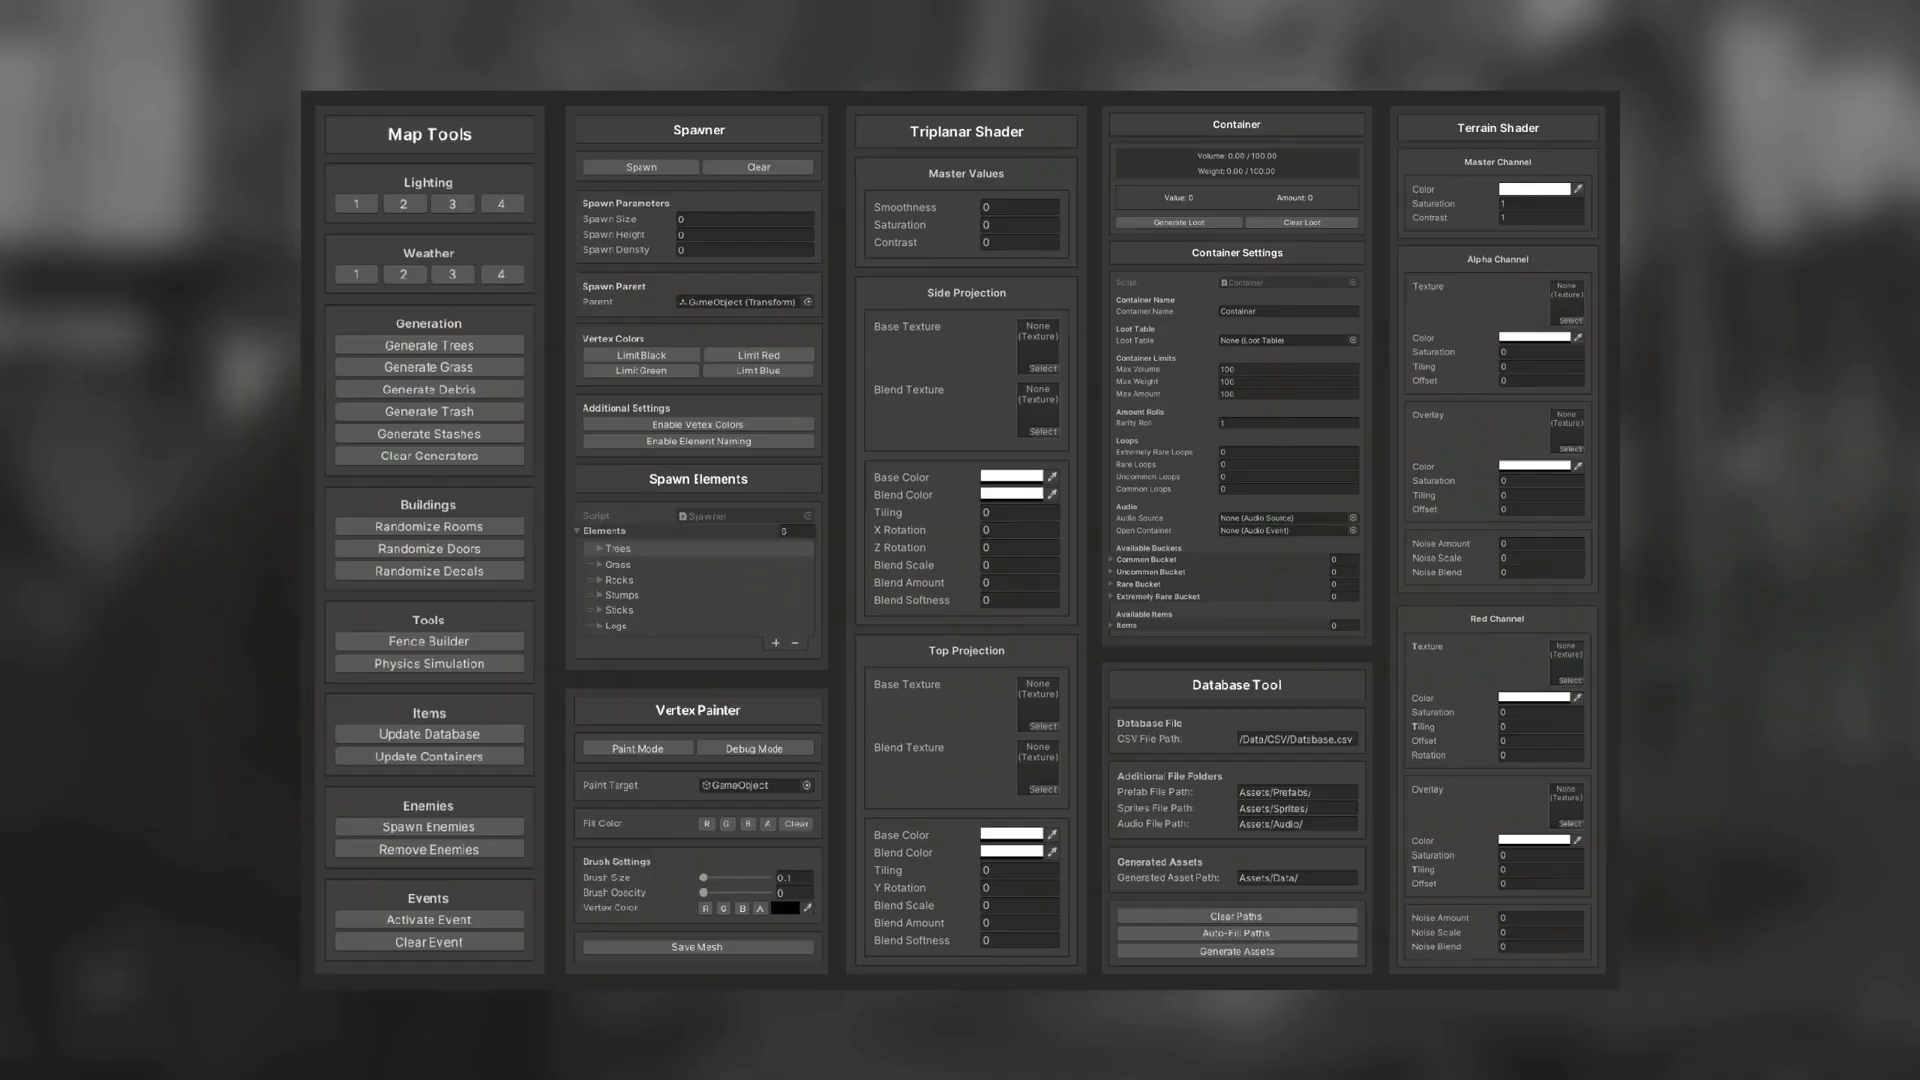 Map Tools
Lighting
1 2 3 4
Weather
1 2 3 4
Generation
Generate Trees
Generate Grass
Generate Debris
Generate Trash
Generate Stashes
Clear Generators
Buildings
Randomize Rooms
Randomize Doors
Randomize Decals
Tools
Fence Builder
Physics Simulation
Items
Update Database
Update Containers
Enemies
Spawn Enemies
Remove Enemies
Events
Activate Event
Clear Event
Spawner
Spawn Clear
Spawn Parameters
Spawn Size 0
Spawn Height 0
Spawn Density 0
Spawn Parent
Parent GameObject (Transform)
Vertex Colors
Limit Black Limit Red
Limit Green Limit Blue
Additional Settings
Enable Vertex Colors
Enable Element Naming
Spawn Elements
Script Spawner
Elements 6
Trees
Grass
Rocks
Stumps
Sticks
Logs
+ -
Vertex Painter
Paint Mode Debug Mode
Paint Target GameObject
Fill Color R G B A Clear
Brush Settings
Brush Size 0.1
Brush Opacity 0
Vertex Color R G B A
Save Mesh
Triplanar Shader
Master Values
Smoothness 0
Saturation 0
Contrast 0
Side Projection
Base Texture None (Texture) Select
Blend Texture None (Texture) Select
Base Color
Blend Color
Tiling 0
X Rotation 0
Z Rotation 0
Blend Scale 0
Blend Amount 0
Blend Softness 0
Top Projection
Base Texture None (Texture) Select
Blend Texture None (Texture) Select
Base Color
Blend Color
Tiling 0
Y Rotation 0
Blend Scale 0
Blend Amount 0
Blend Softness 0
Container
Volume: 0.00 / 100.00
Weight: 0.00 / 100.00
Value: 0 Amount: 0
Generate Loot Clear Loot
Container Settings
Script Container
Container Name
Container Name Container
Loot Table
Loot Table None (Loot Table)
Container Limits
Max Volume 100
Max Weight 100
Max Amount 100
Amount Rolls
Rarity Roll 1
Loops
Extremely Rare Loops 0
Rare Loops 0
Uncommon Loops 0
Common Loops 0
Audio
Audio Source None (Audio Source)
Open Container None (Audio Event)
Available Buckets
Common Bucket 0
Uncommon Bucket 0
Rare Bucket 0
Extremely Rare Bucket 0
Available Items
Items 0
Database Tool
Database File
CSV File Path: /Data/CSV/Database.csv
Additional File Folders
Prefab File Path: Assets/Prefabs/
Sprites File Path: Assets/Sprites/
Audio File Path: Assets/Audio/
Generated Assets
Generated Asset Path: Assets/Data/
Clear Paths
Auto-Fill Paths
Generate Assets
Terrain Shader
Master Channel
Color
Saturation 1
Contrast 1
Alpha Channel
Texture None (Texture) Select
Color
Saturation 0
Tiling 0
Offset 0
Overlay None (Texture) Select
Color
Saturation 0
Tiling 0
Offset 0
Noise Amount 0
Noise Scale 0
Noise Blend 0
Red Channel
Texture None (Texture) Select
Color
Saturation 0
Tiling 0
Offset 0
Rotation 0
Overlay None (Texture) Select
Color
Saturation 0
Tiling 0
Offset 0
Noise Amount 0
Noise Scale 0
Noise Blend 0